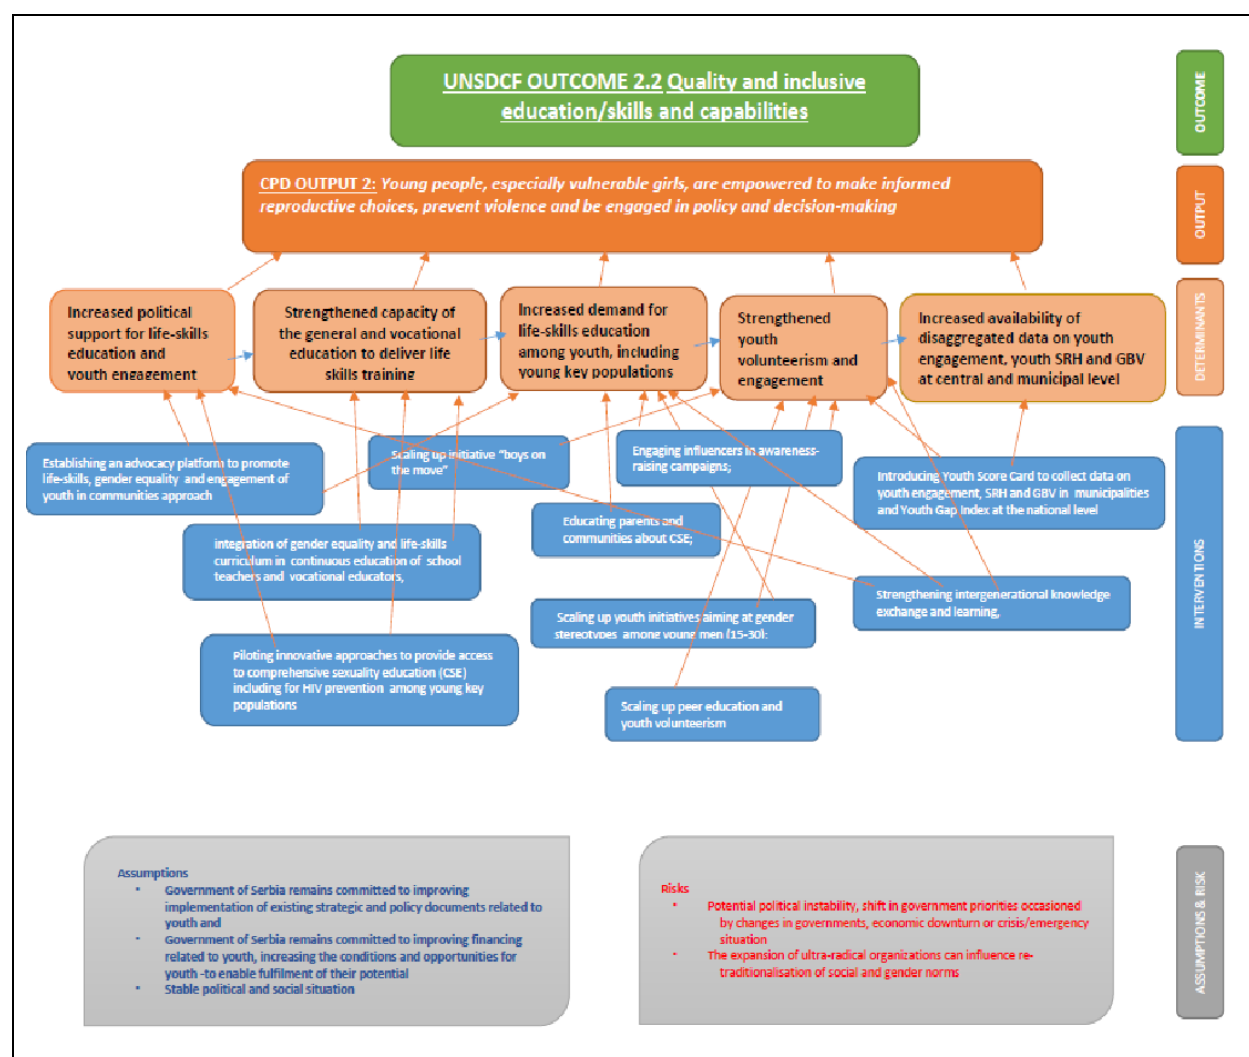 UNSDCF OUTCOME 2.2 Quality and inclusive
education/skills and capabilities
OUTCOME
CPD OUTPUT 2: Young people, especially vulnerable girls, are empowered to make informed
reproductive choices, prevent violence and be engaged in policy and decision-making
OUTPUT
Increased political
support for life-skills
education and
youth engagement
Strengthened capacity of
the general and vocational
education to deliver life
skills training
Increased demand for
life-skills education
among youth, including
young key populations
Strengthened
youth
volunteerism and
engagement
Increased availability of
disaggregated data on youth
engagement, youth SRH and GBV
at central and municipal level
DETERMINANTS
Establishing an advocacy platform to promote
life-skills, gender equality and engagement of
youth in communities approach
Scaling up initiative "boys on
the move"
Engaging influencers in awareness-
raising campaigns;
Introducing Youth Score Card to collect data on
youth engagement, SRH and GBV in municipalities
and Youth Gap Index at the national level
integration of gender equality and life-skills
curriculum in continuous education of school
teachers and vocational educators,
Educating parents and
communities about CSE;
Strengthening intergenerational knowledge
exchange and learning,
Scaling up youth initiatives aiming at gender
stereotypes among young men (15-30);
Piloting innovative approaches to provide access
to comprehensive sexuality education (CSE)
including for HIV prevention among young key
populations
Scaling up peer education and
youth volunteerism
INTERVENTIONS
Assumptions
▪ Government of Serbia remains committed to improving
implementation of existing strategic and policy documents related to
youth and
▪ Government of Serbia remains committed to improving financing
related to youth, increasing the conditions and opportunities for
youth -to enable fulfilment of their potential
▪ Stable political and social situation
Risks
▪ Potential political instability, shift in government priorities occasioned
by changes in governments, economic downturn or crisis/emergency
situation
▪ The expansion of ultra-radical organizations can influence re-
traditionalisation of social and gender norms
ASSUMPTIONS & RISK